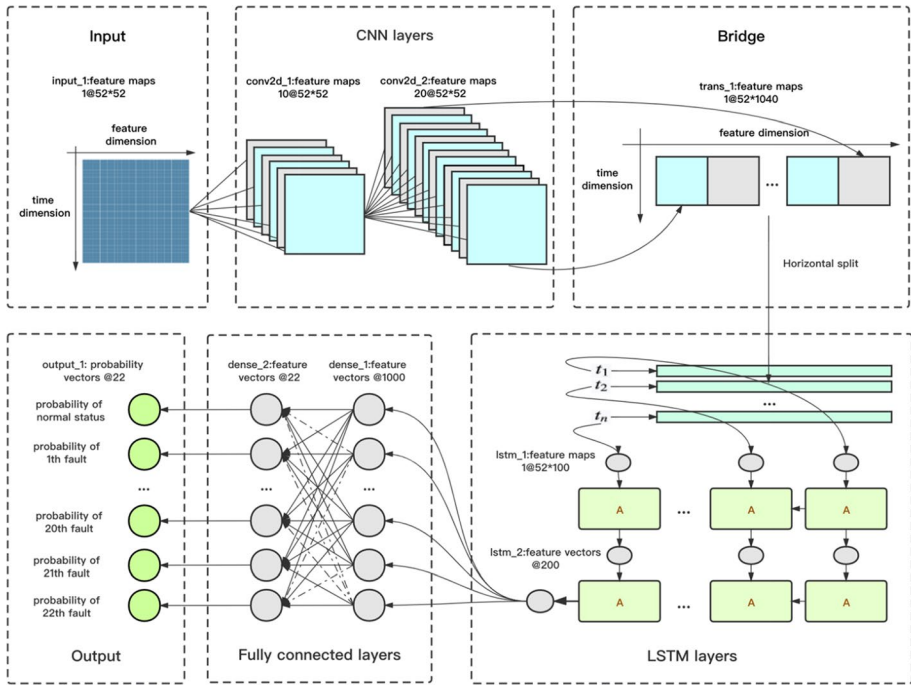 Input
input_1:feature maps
1@52*52
feature
dimension
time
dimension
CNN layers
conv2d_1:feature maps
10@52*52
conv2d_2:feature maps
20@52*52
Bridge
trans_1:feature maps
1@52*1040
feature dimension
time
dimension
...
Horizontal split
output_1: probability
vectors @22
probability of
normal status
probability of
1th fault
...
...
probability of
20th fault
probability of
21th fault
probability of
22th fault
Output
dense_2:feature
vectors @22
dense_1:feature
vectors @1000
...
...
Fully connected layers
t1
t2
...
tn
lstm_1:feature maps
1@52*100
A
...
A
A
lstm_2:feature vectors
@200
A
...
A
A
LSTM layers